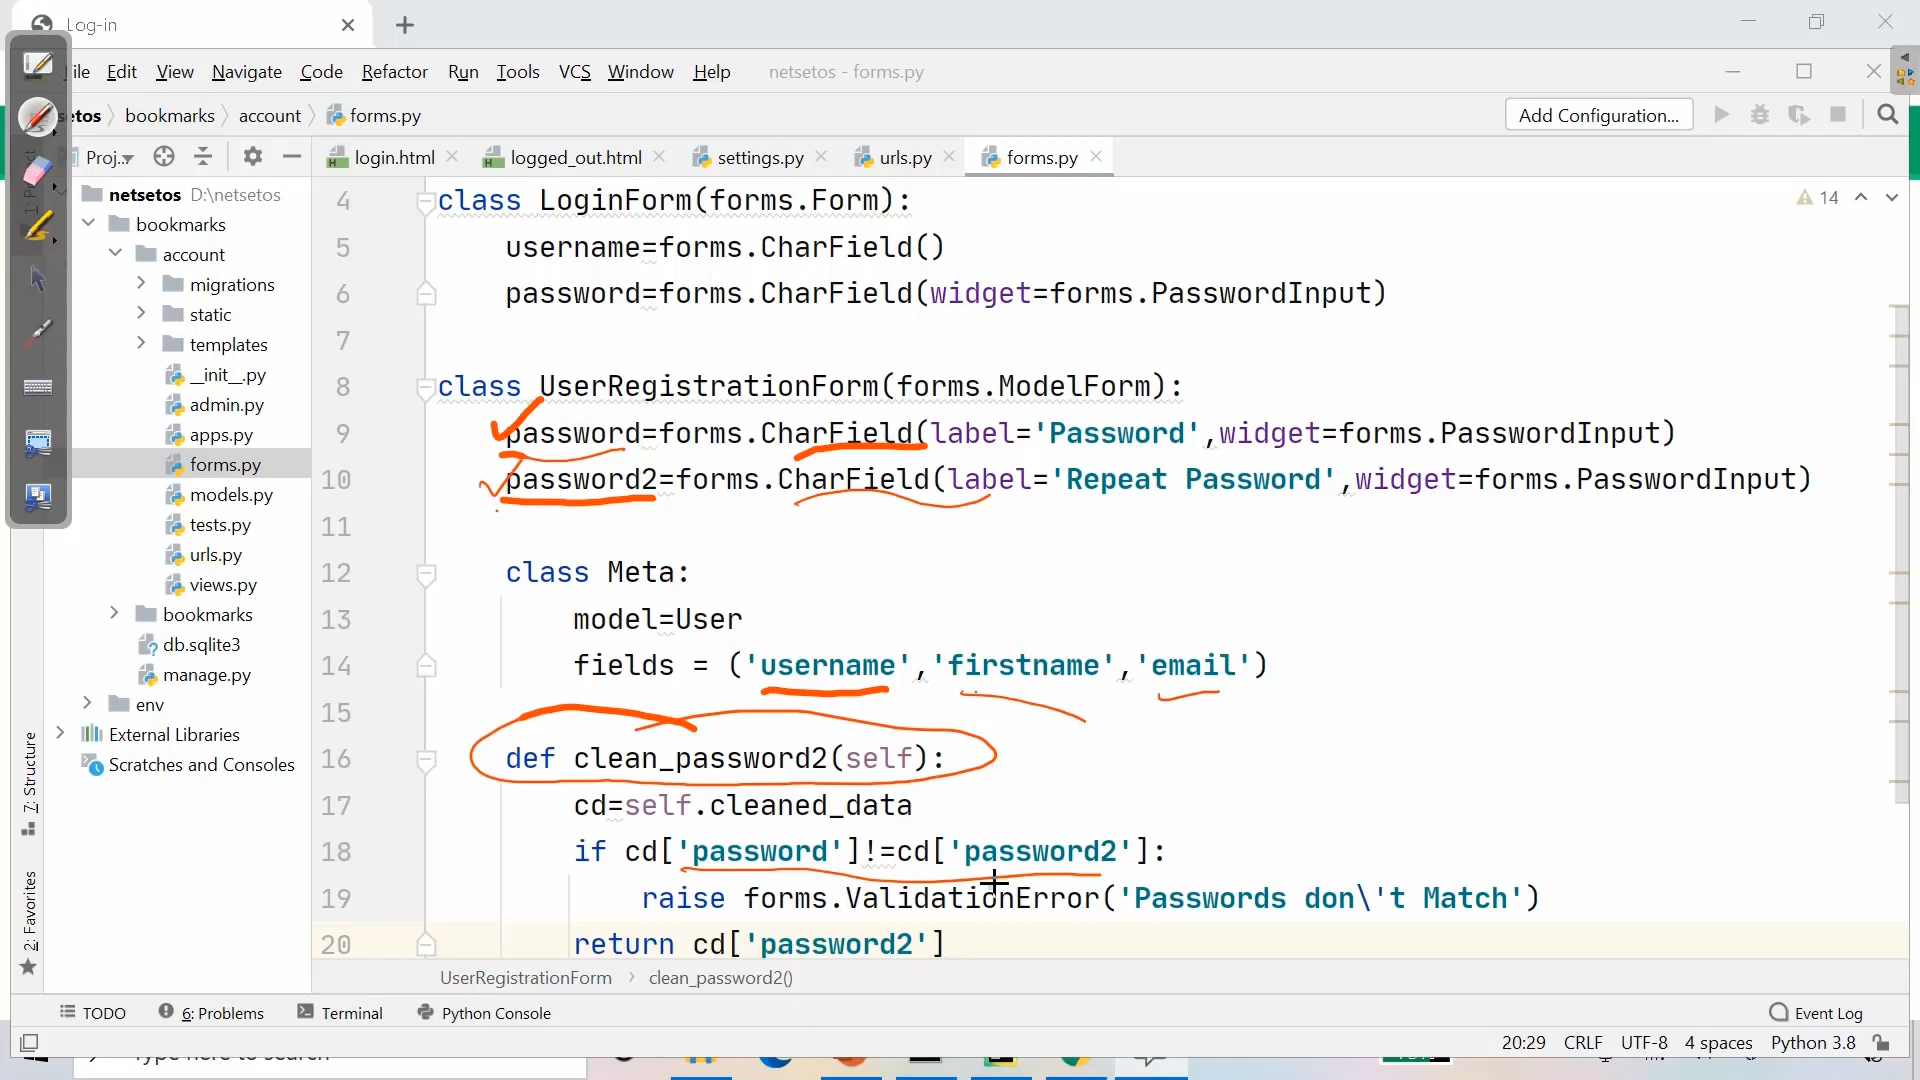 Log-in
ile Edit View Navigate Code Refactor Run Tools VCS Window Help netsetos - forms.py
etos bookmarks account forms.py Add Configuration...
Proj... login.html logged_out.html settings.py urls.py forms.py
netsetos D:\netsetos
bookmarks
account
migrations
static
templates
__init__.py
admin.py
apps.py
forms.py
models.py
tests.py
urls.py
views.py
bookmarks
db.sqlite3
manage.py
env
External Libraries
Scratches and Consoles
7: Structure
2: Favorites
14
4 class LoginForm(forms.Form):
5 username=forms.CharField()
6 password=forms.CharField(widget=forms.PasswordInput)
7
8 class UserRegistrationForm(forms.ModelForm):
9 password=forms.CharField(label='Password',widget=forms.PasswordInput)
10 password2=forms.CharField(label='Repeat Password',widget=forms.PasswordInput)
11
12 class Meta:
13 model=User
14 fields = ('username','firstname','email')
15
16 def clean_password2(self):
17 cd=self.cleaned_data
18 if cd['password']!=cd['password2']:
19 raise forms.ValidationError('Passwords don\'t Match')
20 return cd['password2']
UserRegistrationForm clean_password2()
TODO 6: Problems Terminal Python Console Event Log
20:29 CRLF UTF-8 4 spaces Python 3.8
Type here to search